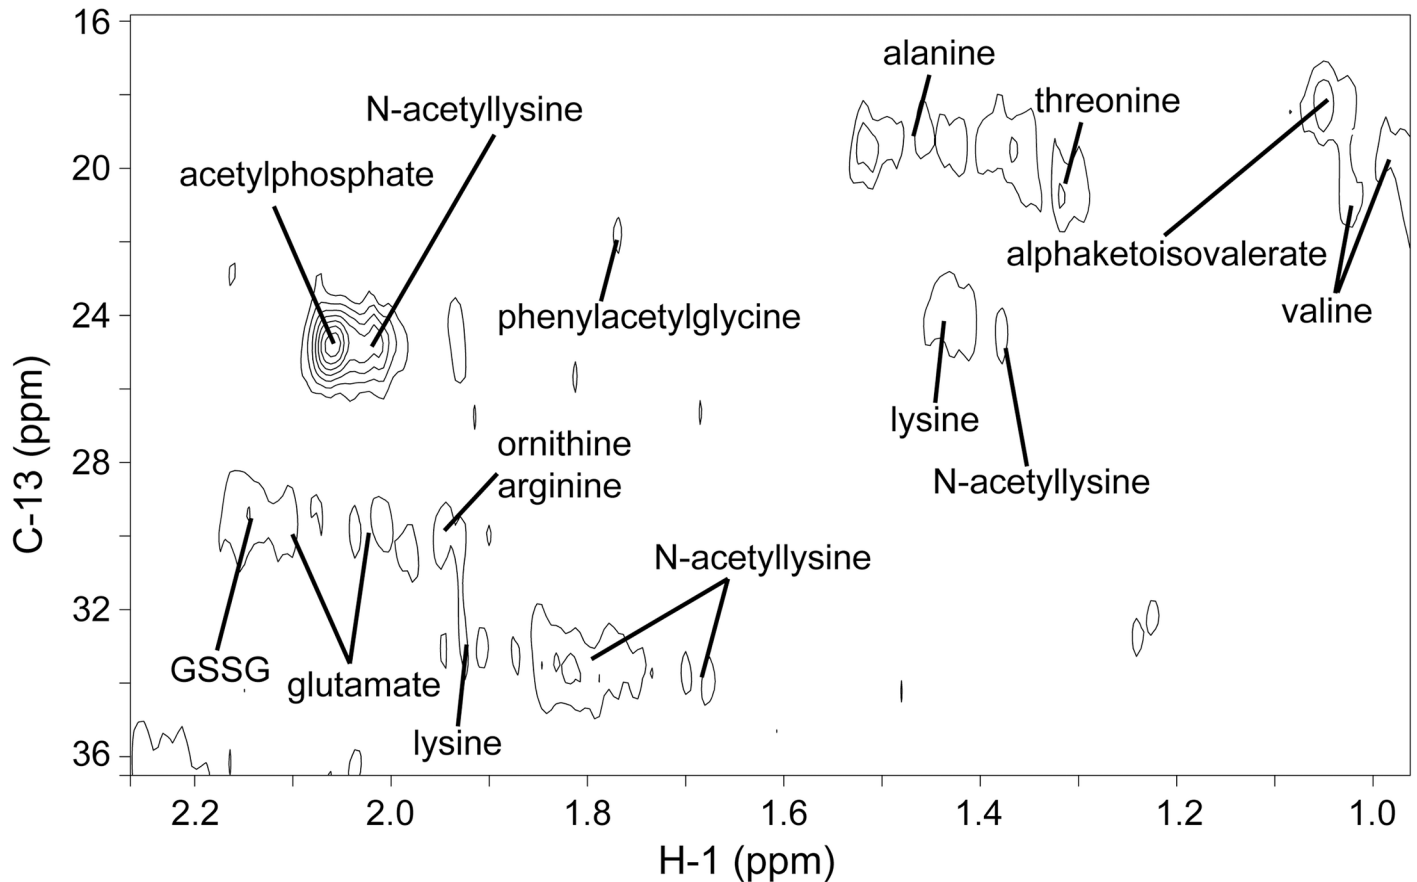 16
alanine
N-acetyllysine
threonine
20
acetylphosphate
alphaketoisovalerate
24
phenylacetylglycine
valine
C-13 (ppm)
lysine
28
ornithine
arginine
N-acetyllysine
N-acetyllysine
32
GSSG
glutamate
lysine
36
2.2
2.0
1.8
1.6
1.4
1.2
1.0
H-1 (ppm)